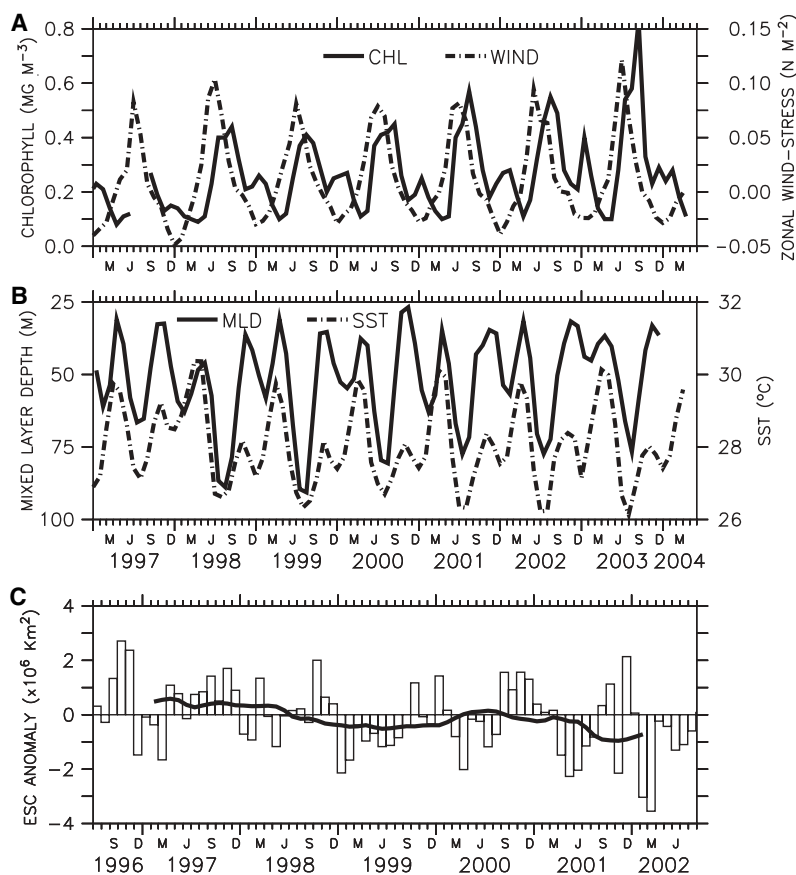 A
CHLOROPHYLL (MG M⁻³)
0.8
0.6
0.4
0.2
0.0
CHL
WIND
0.15
0.10
0.05
0.00
−0.05
ZONAL WIND−STRESS (N M⁻²)
M J S D M J S D M J S D M J S D M J S D M J S D M J S D M
B
MIXED LAYER DEPTH (M)
25
50
75
100
MLD
SST
32
30
28
26
SST (°C)
M J S D M J S D M J S D M J S D M J S D M J S D M J S D M
1997 1998 1999 2000 2001 2002 2003 2004
C
ESC ANOMALY (x10⁶ Km²)
4
2
0
−2
−4
S D M J S D M J S D M J S D M J S D M J S D M J
1996 1997 1998 1999 2000 2001 2002